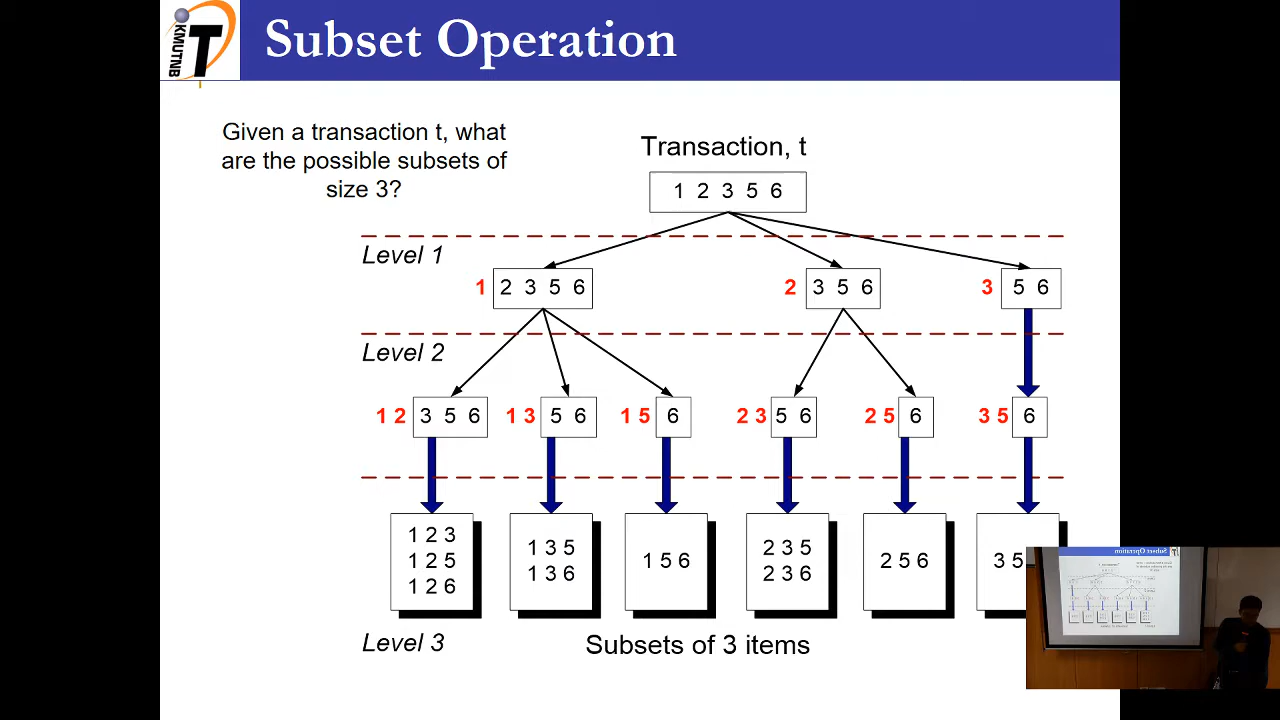 KMUTNB
T
Subset Operation
Given a transaction t, what
are the possible subsets of
size 3?
Transaction, t
1 2 3 5 6
Level 1
1 2 3 5 6
2 3 5 6
3 5 6
Level 2
1 2 3 5 6
1 3 5 6
1 5 6
2 3 5 6
2 5 6
3 5 6
1 2 3
1 2 5
1 2 6
1 3 5
1 3 6
1 5 6
2 3 5
2 3 6
2 5 6
3 5
Level 3
Subsets of 3 items
Subset Operation